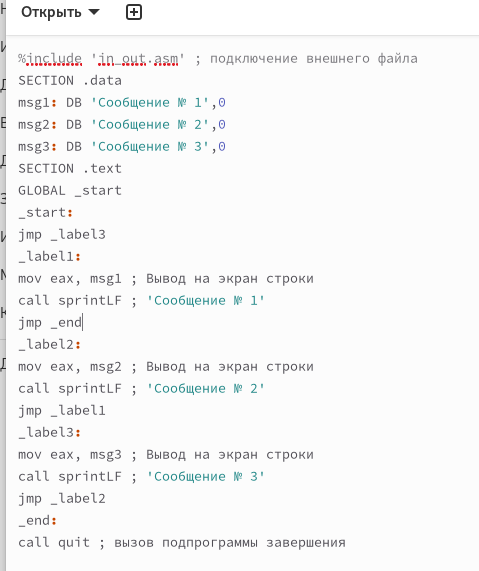 Открыть
%include 'in_out.asm' ; подключение внешнего файла
SECTION .data
msg1: DB 'Сообщение № 1',0
msg2: DB 'Сообщение № 2',0
msg3: DB 'Сообщение № 3',0
SECTION .text
GLOBAL _start
_start:
jmp _label3
_label1:
mov eax, msg1 ; Вывод на экран строки
call sprintLF ; 'Сообщение № 1'
jmp _end
_label2:
mov eax, msg2 ; Вывод на экран строки
call sprintLF ; 'Сообщение № 2'
jmp _label1
_label3:
mov eax, msg3 ; Вывод на экран строки
call sprintLF ; 'Сообщение № 3'
jmp _label2
_end:
call quit ; вызов подпрограммы завершения